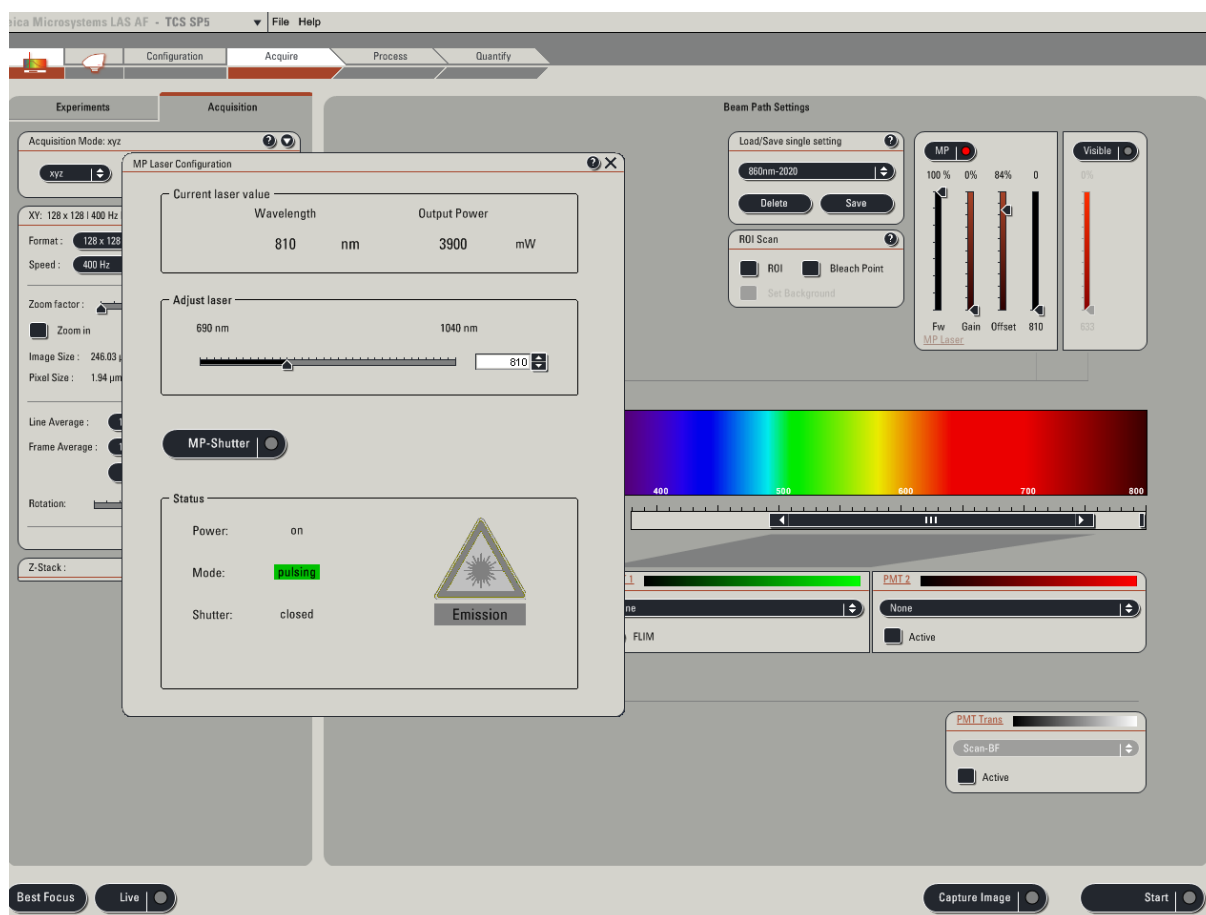 ica Microsystems LAS AF - TCS SP5 File Help
Configuration Acquire Process Quantify
Experiments Acquisition
Acquisition Mode: xyz
xyz
XY: 128 x 128 | 400 Hz |
Format : 128 x 128
Speed : 400 Hz
Zoom factor :
Zoom in
Image Size : 246.03 µ
Pixel Size : 1.94 µm
Line Average : 1
Frame Average : 1
Rotation:
Z-Stack :
MP Laser Configuration
Current laser value
Wavelength Output Power
810 nm 3900 mW
Adjust laser
690 nm 1040 nm
810
MP-Shutter
Status
Power: on
Mode: pulsing
Shutter: closed
Emission
Beam Path Settings
Load/Save single setting
860nm-2020
Delete Save
ROI Scan
ROI Bleach Point
Set Background
MP
100 % 0% 84% 0
Fw Gain Offset 810
MP Laser
Visible
0%
633
400 500 600 700 800
1
ne
FLIM
PMT 2
None
Active
PMT Trans
Scan-BF
Active
Best Focus Live Capture Image Start